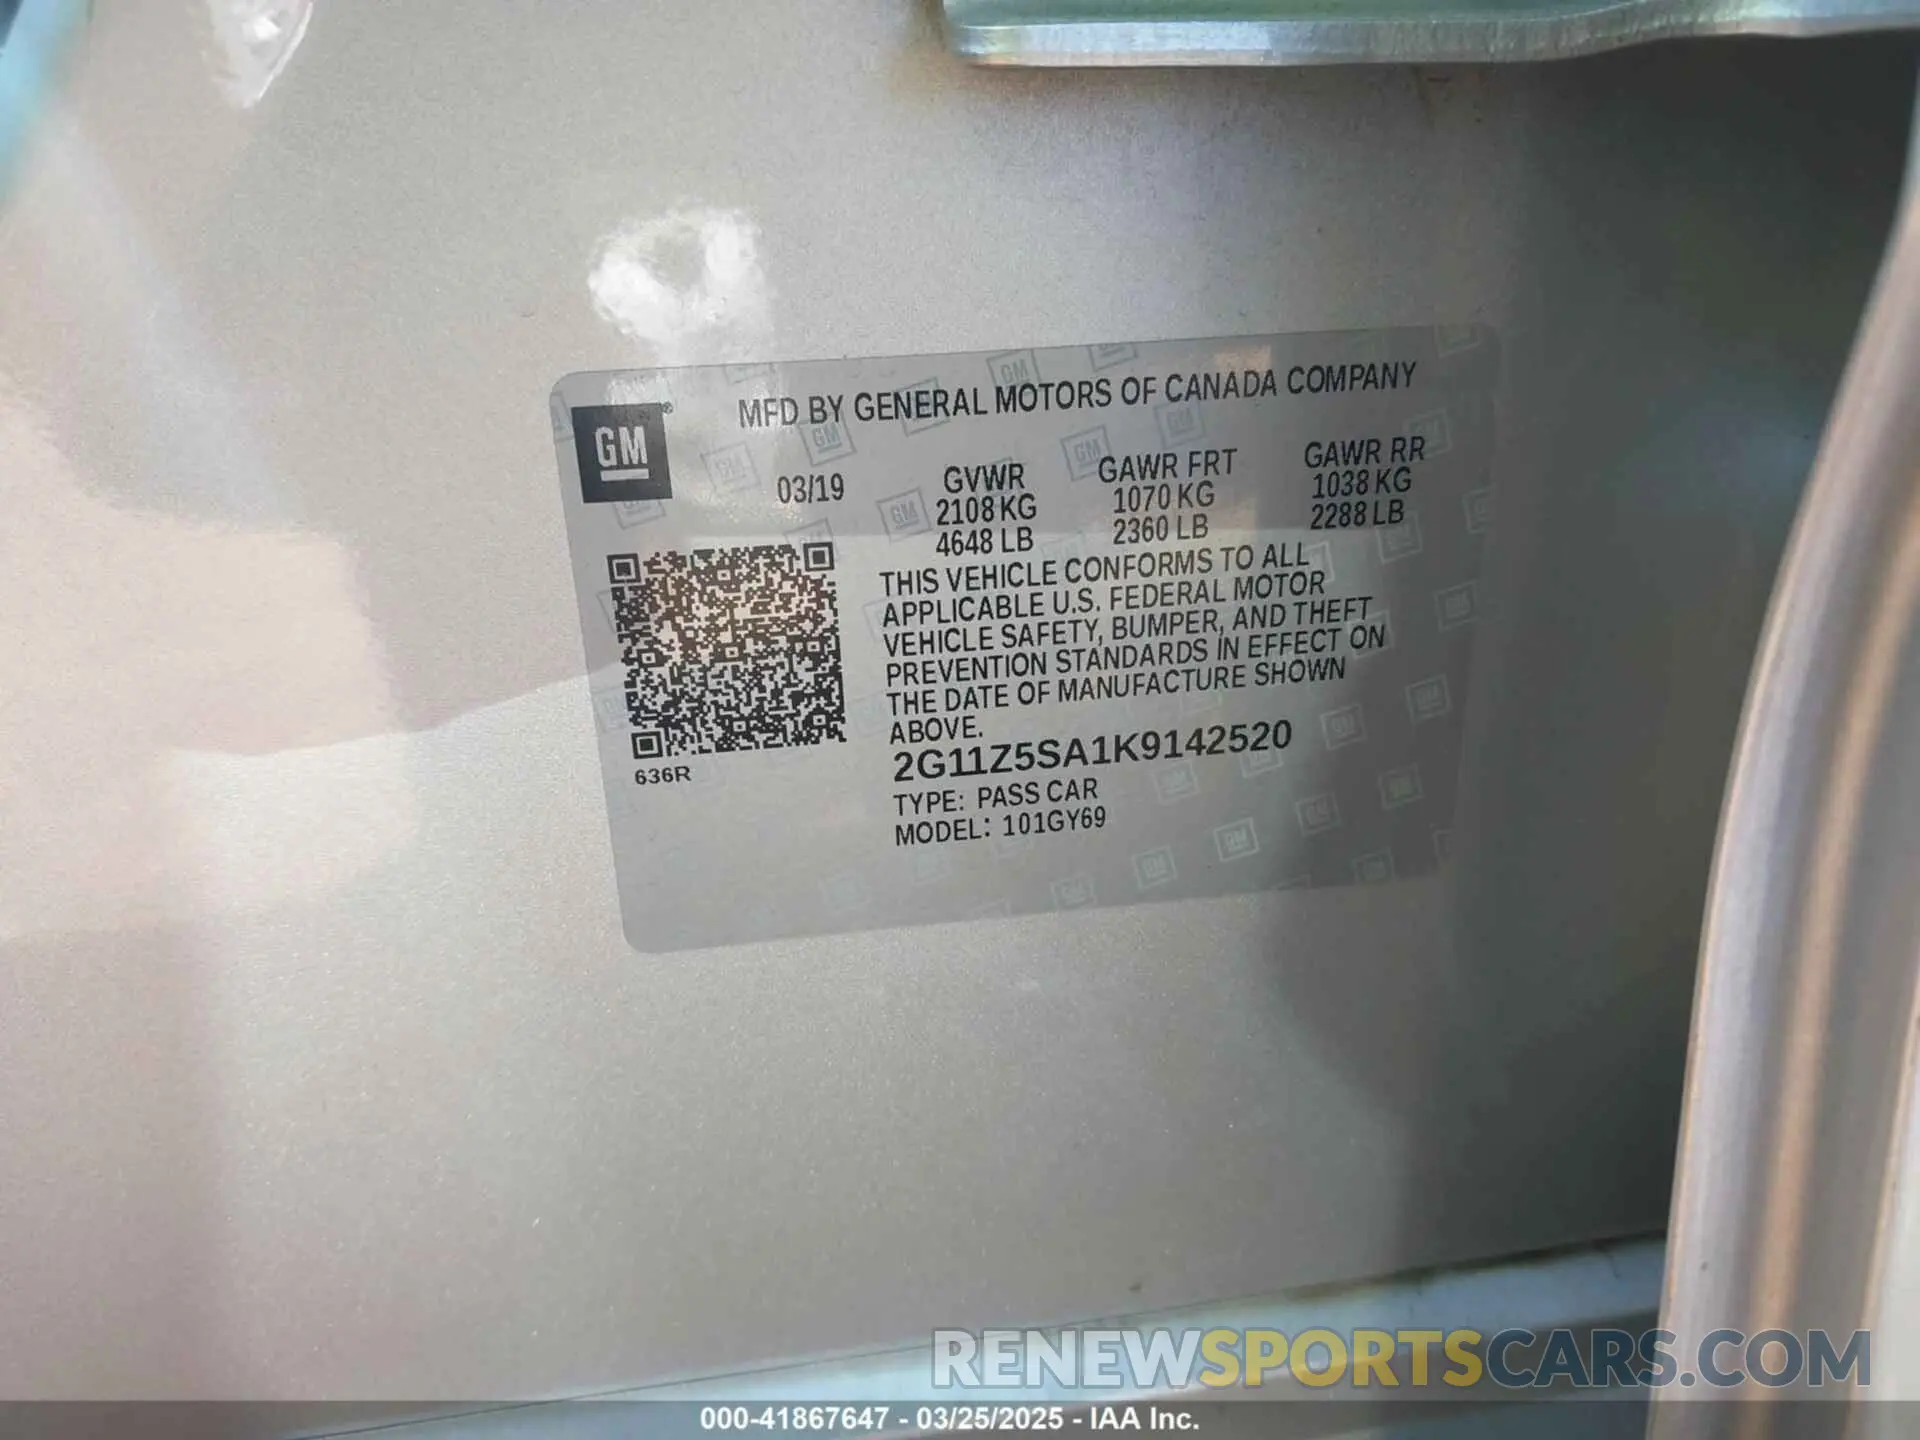 MFD BY GENERAL MOTORS OF CANADA COMPANY
GM®
03/19
GVWR
2108 KG
4648 LB
GAWR FRT
1070 KG
2360 LB
GAWR RR
1038 KG
2288 LB
THIS VEHICLE CONFORMS TO ALL
APPLICABLE U.S. FEDERAL MOTOR
VEHICLE SAFETY, BUMPER, AND THEFT
PREVENTION STANDARDS IN EFFECT ON
THE DATE OF MANUFACTURE SHOWN
ABOVE.
2G11Z5SA1K9142520
TYPE: PASS CAR
MODEL: 101GY69
636R
RENEWSPORTSCARS.COM
000-41867647 - 03/25/2025 - IAA Inc.